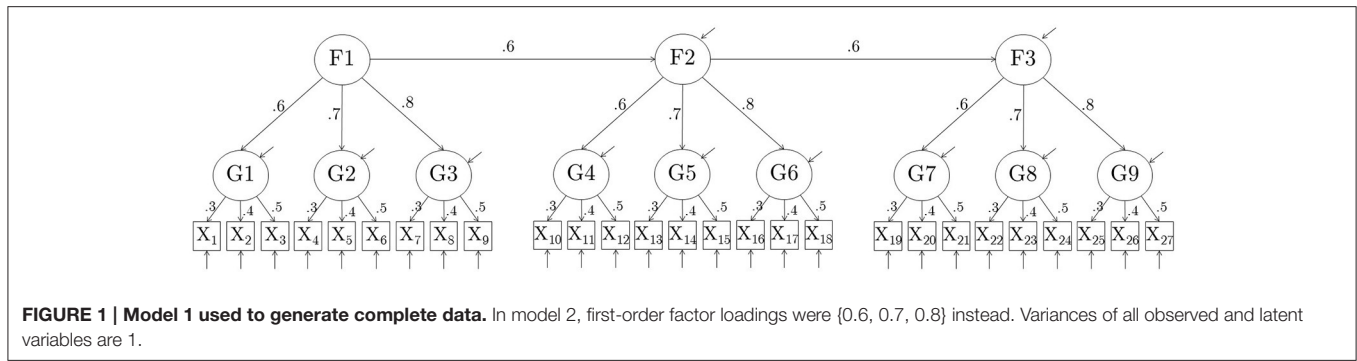 F1 .6 F2 .6 F3
.6 .7 .8 .6 .7 .8 .6 .7 .8
G1 G2 G3 G4 G5 G6 G7 G8 G9
.3 .4 .5 .3 .4 .5 .3 .4 .5 .3 .4 .5 .3 .4 .5 .3 .4 .5 .3 .4 .5 .3 .4 .5 .3 .4 .5
X₁ X₂ X₃ X₄ X₅ X₆ X₇ X₈ X₉ X₁₀ X₁₁ X₁₂ X₁₃ X₁₄ X₁₅ X₁₆ X₁₇ X₁₈ X₁₉ X₂₀ X₂₁ X₂₂ X₂₃ X₂₄ X₂₅ X₂₆ X₂₇
FIGURE 1 | Model 1 used to generate complete data. In model 2, first-order factor loadings were {0.6, 0.7, 0.8} instead. Variances of all observed and latent
variables are 1.